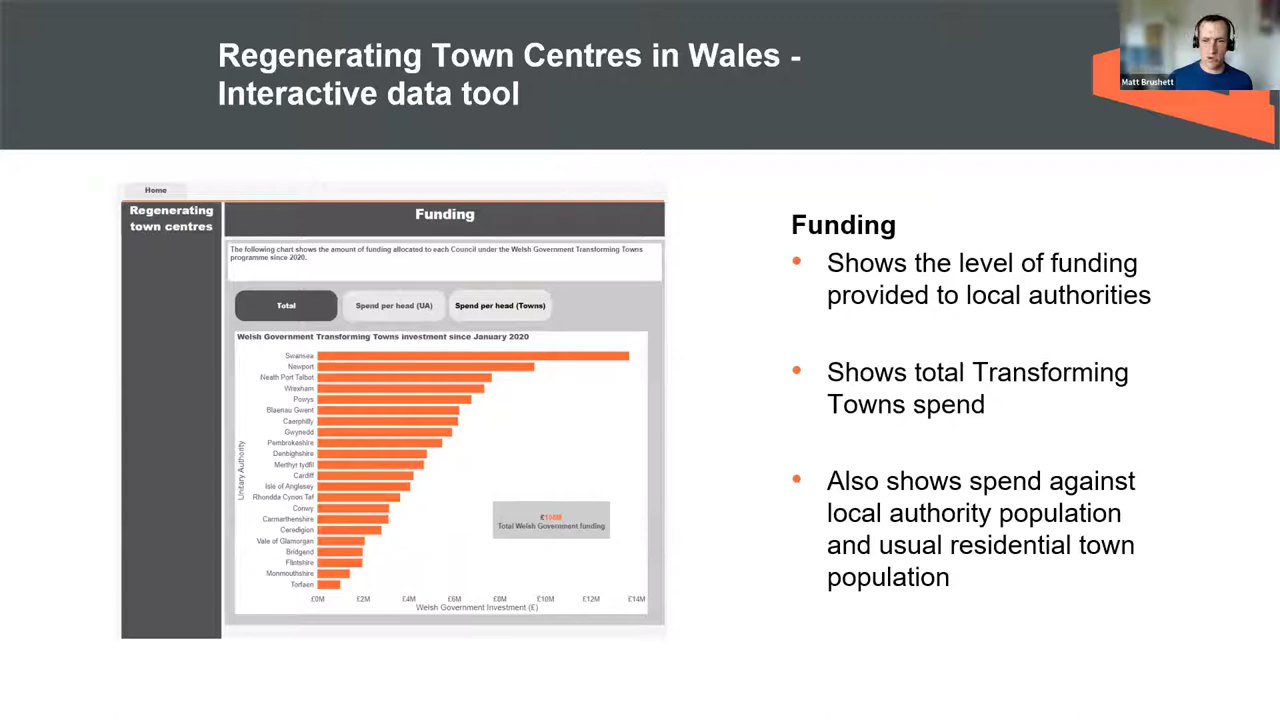 Regenerating Town Centres in Wales -
Interactive data tool
Matt Brushett
Home
Regenerating
town centres
Funding
The following chart shows the amount of funding allocated to each Council under the Welsh Government Transforming Towns
programme since 2020.
Total
Spend per head (UA)
Spend per head (Towns)
Welsh Government Transforming Towns investment since January 2020
Unitary Authority
Swansea
Newport
Neath Port Talbot
Wrexham
Powys
Blaenau Gwent
Caerphilly
Gwynedd
Pembrokeshire
Denbighshire
Merthyr tydfil
Cardiff
Isle of Anglesey
Rhondda Cynon Taf
Conwy
Carmarthenshire
Ceredigion
Vale of Glamorgan
Bridgend
Flintshire
Monmouthshire
Torfaen
Total Welsh Government funding
£0M £2M £4M £6M £8M £10M £12M £14M
Welsh Government Investment (£)
Funding
• Shows the level of funding
provided to local authorities
• Shows total Transforming
Towns spend
• Also shows spend against
local authority population
and usual residential town
population